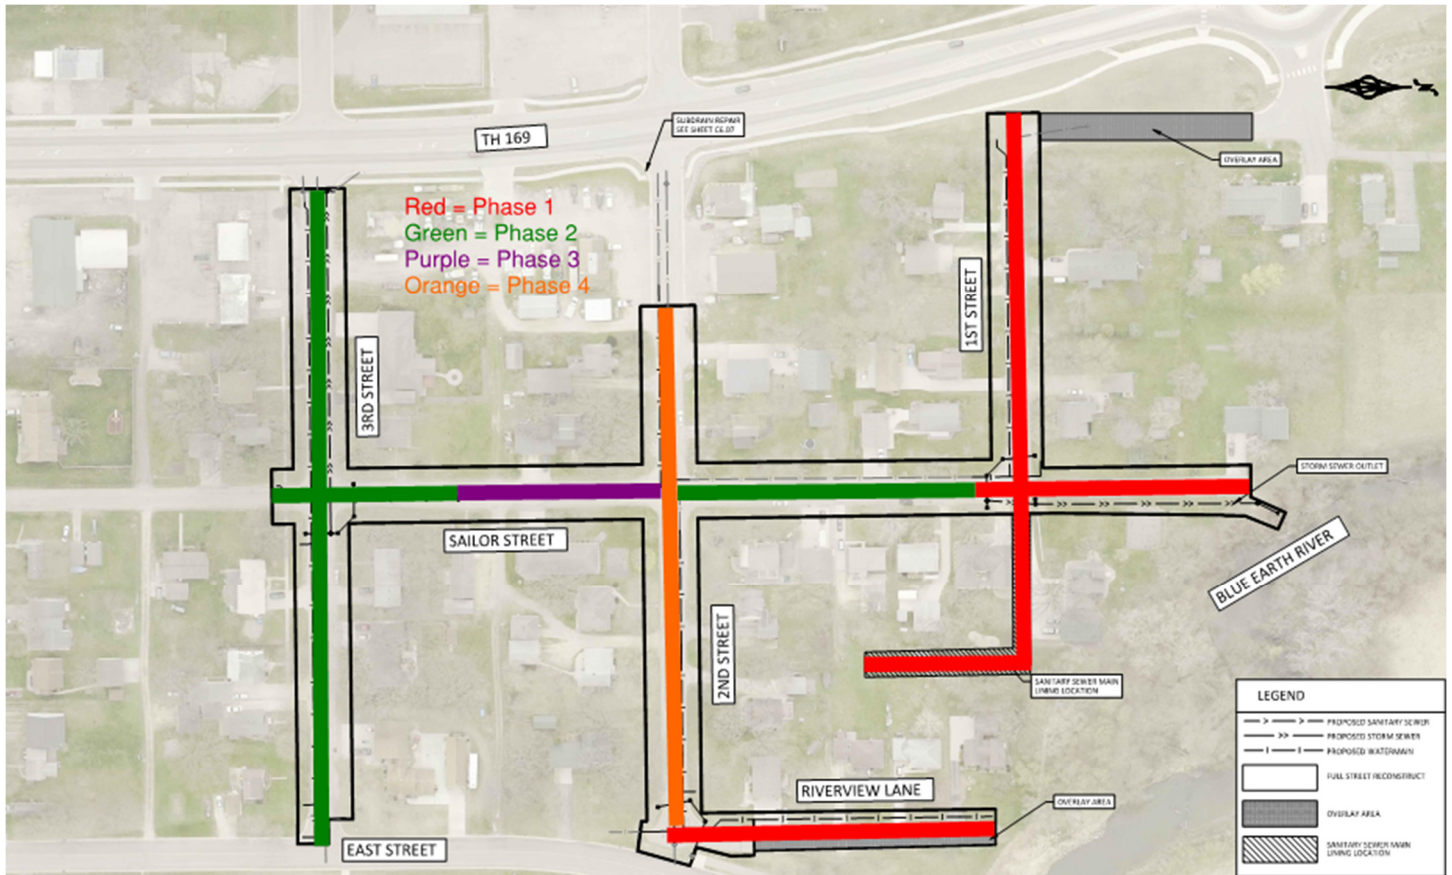 TH 169
SUBDRAIN REPAIR
SEE SHEET C6.07
OVERLAY AREA
Red = Phase 1
Green = Phase 2
Purple = Phase 3
Orange = Phase 4
3RD STREET
1ST STREET
STORM SEWER OUTLET
SAILOR STREET
BLUE EARTH RIVER
2ND STREET
SANITARY SEWER MAIN
LINING LOCATION
RIVERVIEW LANE
OVERLAY AREA
EAST STREET
LEGEND
PROPOSED SANITARY SEWER
PROPOSED STORM SEWER
PROPOSED WATERMAIN
FULL STREET RECONSTRUCT
OVERLAY AREA
SANITARY SEWER MAIN
LINING LOCATION